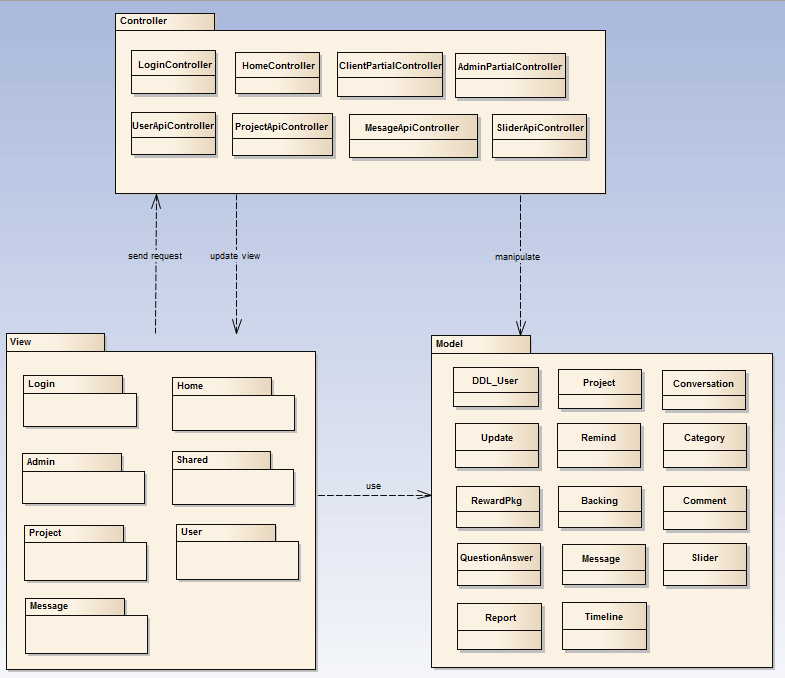 Controller
LoginController
HomeController
ClientPartialController
AdminPartialController
UserApiController
ProjectApiController
MesageApiController
SliderApiController
send request
update view
manipulate
View
Login
Home
Admin
Shared
Project
User
Message
use
Model
DDL_User
Project
Conversation
Update
Remind
Category
RewardPkg
Backing
Comment
QuestionAnswer
Message
Slider
Report
Timeline